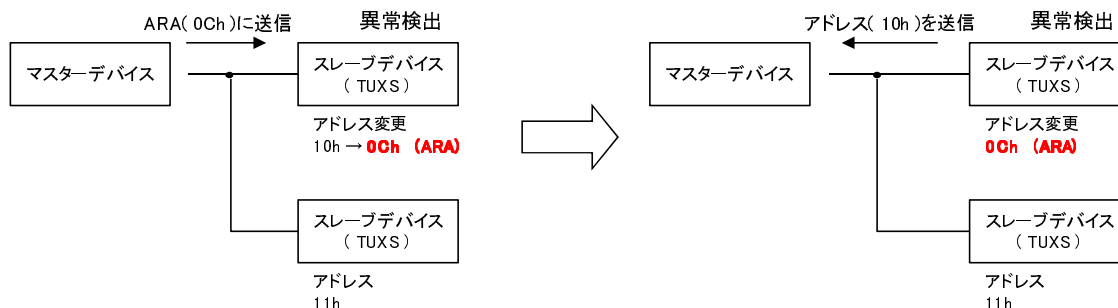 ARA( 0Ch)に送信
異常検出
マスターデバイス
スレーブデバイス
( TUXS )
アドレス変更
10h → 0Ch (ARA)
スレーブデバイス
( TUXS )
アドレス
11h
アドレス( 10h )を送信
異常検出
マスターデバイス
スレーブデバイス
( TUXS )
アドレス変更
0Ch (ARA)
スレーブデバイス
( TUXS )
アドレス
11h